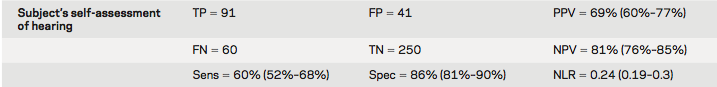 Subject's self-assessment of hearing TP = 91 FP = 41 PPV = 69% (60%–77%)
FN = 60 TN = 250 NPV = 81% (76%–85%)
Sens = 60% (52%–68%) Spec = 86% (81%–90%) NLR = 0.24 (0.19–0.3)